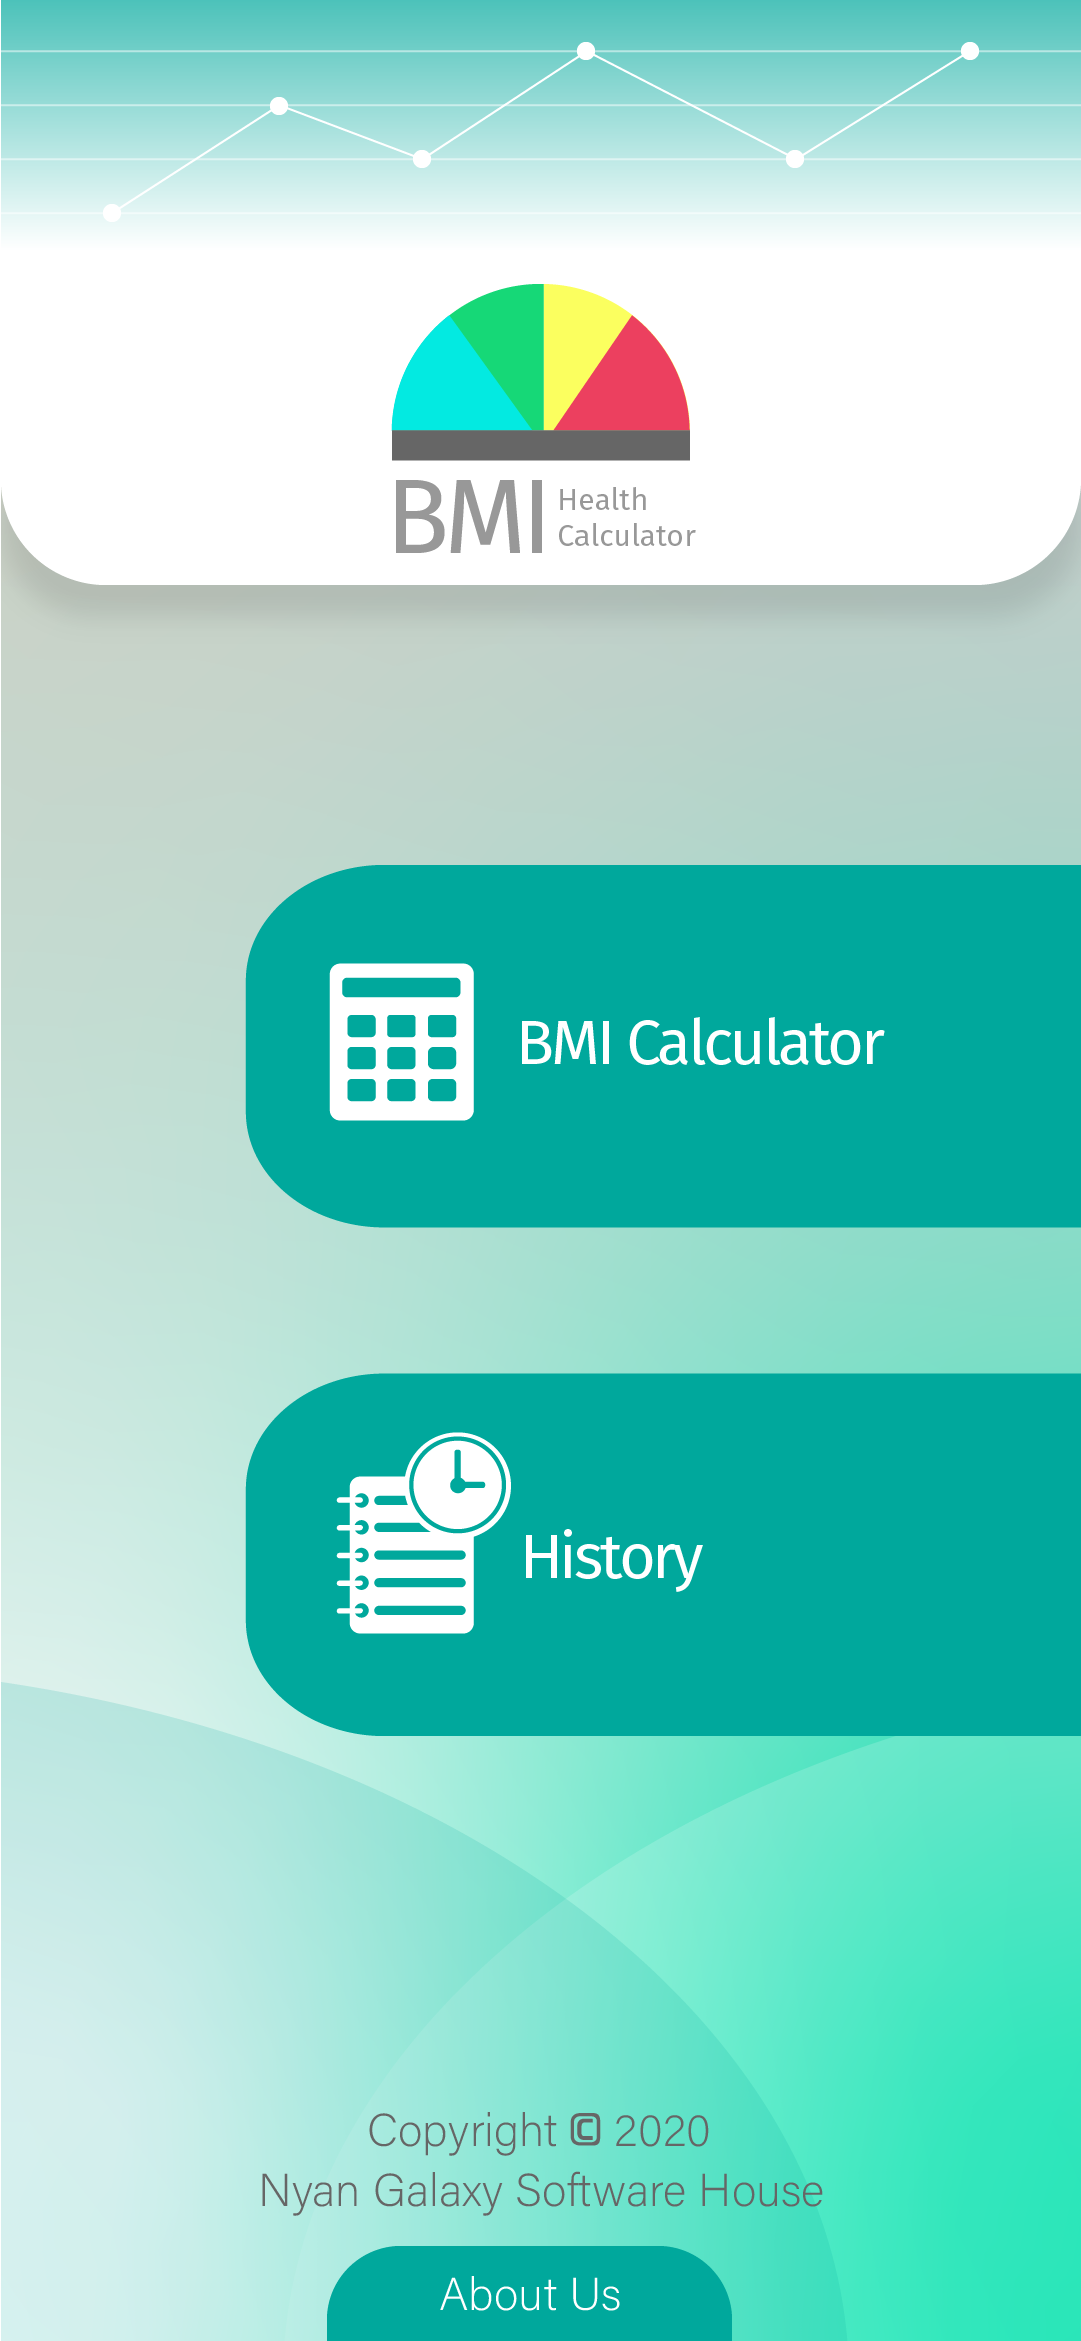 BMI
Health
Calculator
BMI Calculator
History
Copyright © 2020
Nyan Galaxy Software House
About Us